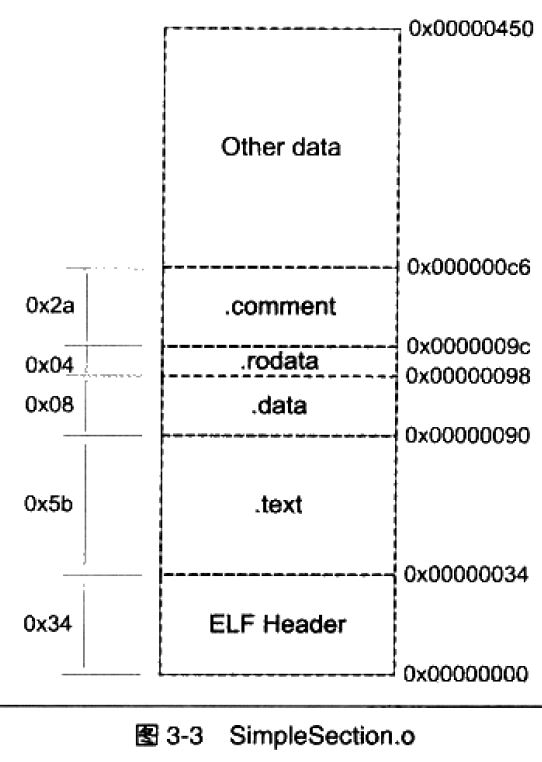 0x00000450
Other data
0x000000c6
0x2a
.comment
0x0000009c
0x04
.rodata
0x00000098
0x08
.data
0x00000090
0x5b
.text
0x00000034
0x34
ELF Header
0x00000000
图 3-3 SimpleSection.o